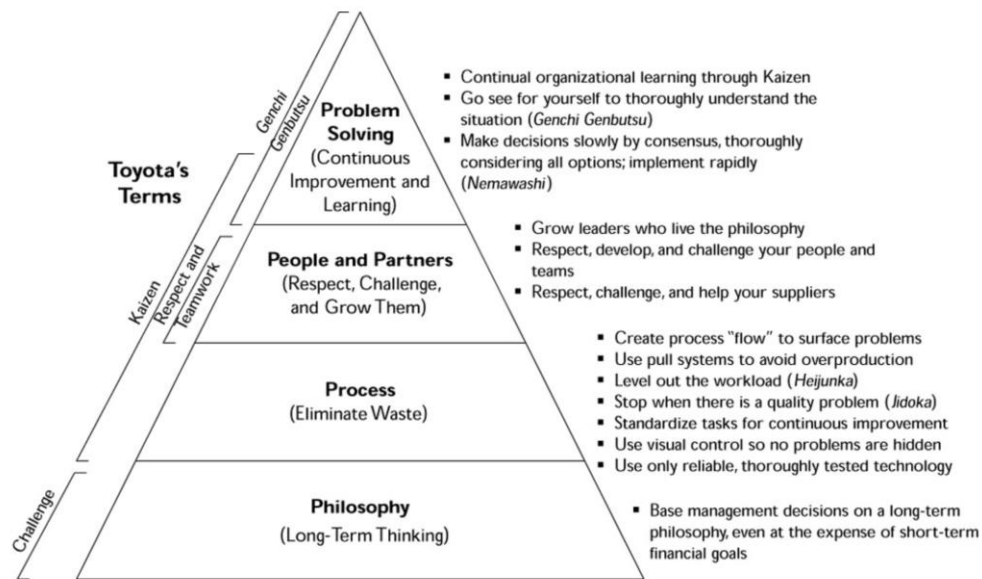 Toyota's
Terms
Genchi
Genbutsu
Kaizen
Respect and
Teamwork
Challenge
Problem
Solving
(Continuous
Improvement and
Learning)
▪ Continual organizational learning through Kaizen
▪ Go see for yourself to thoroughly understand the
situation (Genchi Genbutsu)
▪ Make decisions slowly by consensus, thoroughly
considering all options; implement rapidly
(Nemawashi)
People and Partners
(Respect, Challenge,
and Grow Them)
▪ Grow leaders who live the philosophy
▪ Respect, develop, and challenge your people and
teams
▪ Respect, challenge, and help your suppliers
Process
(Eliminate Waste)
▪ Create process "flow" to surface problems
▪ Use pull systems to avoid overproduction
▪ Level out the workload (Heijunka)
▪ Stop when there is a quality problem (Jidoka)
▪ Standardize tasks for continuous improvement
▪ Use visual control so no problems are hidden
▪ Use only reliable, thoroughly tested technology
Philosophy
(Long-Term Thinking)
▪ Base management decisions on a long-term
philosophy, even at the expense of short-term
financial goals